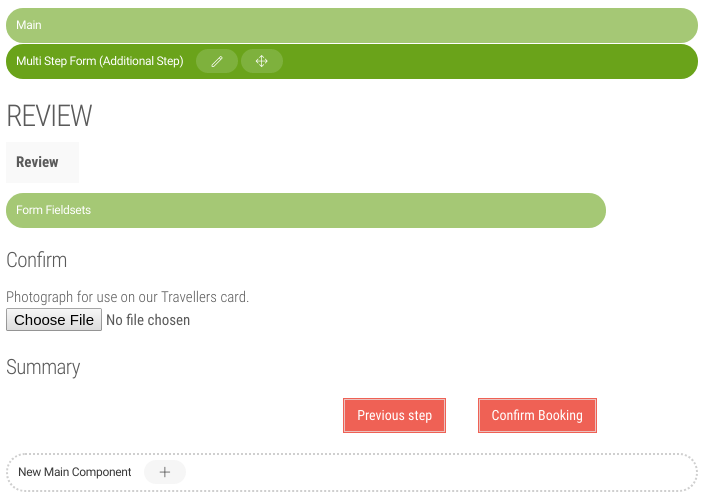 Main
Multi Step Form (Additional Step)
REVIEW
Review
Form Fieldsets
Confirm
Photograph for use on our Travellers card.
Choose File No file chosen
Summary
Previous step Confirm Booking
New Main Component